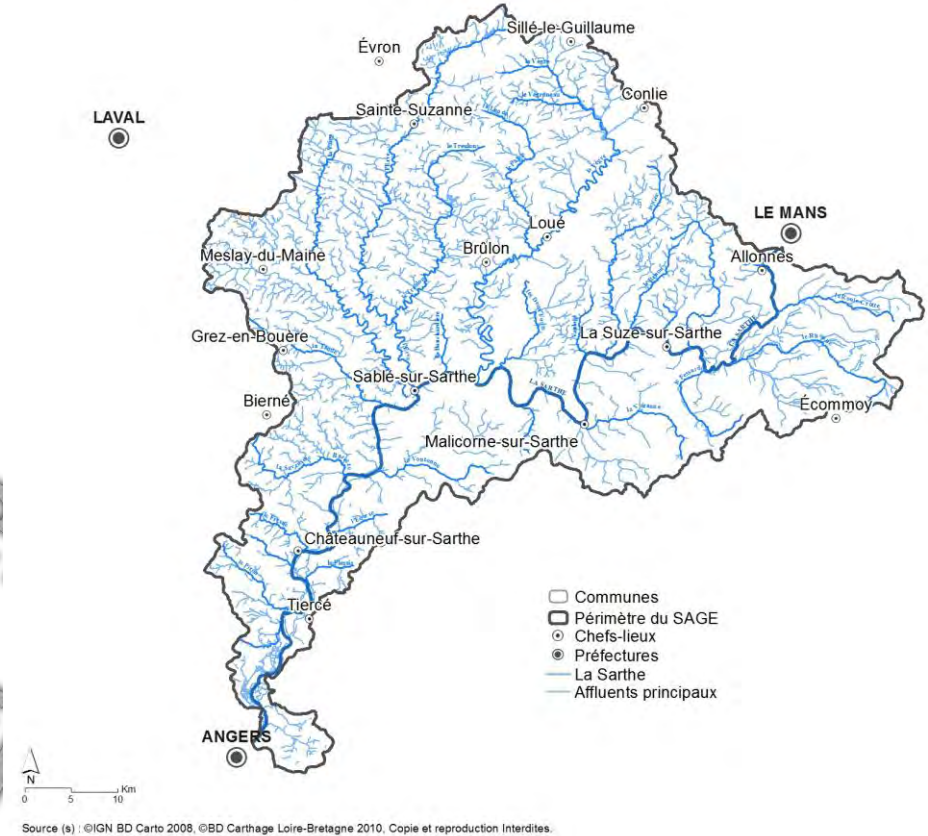 Sillé-le-Guillaume
Évron
Conlie
LAVAL
Sainte-Suzanne
LE MANS
Loué
Brûlon
Allonnes
Meslay-du-Maine
La Suze-sur-Sarthe
Grez-en-Bouère
Sablé-sur-Sarthe
LA SARTHE
Bierné
Écommoy
Malicorne-sur-Sarthe
Châteauneuf-sur-Sarthe
Tiercé
Communes
Périmètre du SAGE
Chefs-lieux
Préfectures
La Sarthe
Affluents principaux
ANGERS
N
Km
0 5 10
Source (s) : ©IGN BD Carto 2008, ©BD Carthage Loire-Bretagne 2010, Copie et reproduction Interdites.